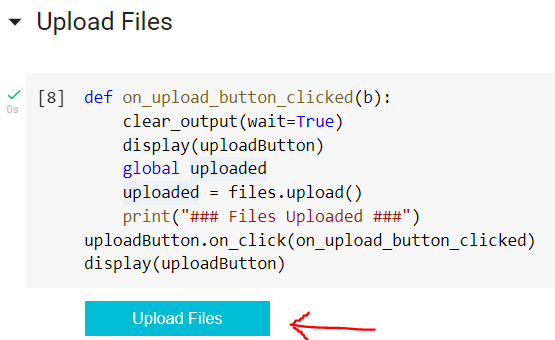 Upload Files
0s
[8] def on_upload_button_clicked(b):
    clear_output(wait=True)
    display(uploadButton)
    global uploaded
    uploaded = files.upload()
    print("### Files Uploaded ###")
uploadButton.on_click(on_upload_button_clicked)
display(uploadButton)
Upload Files